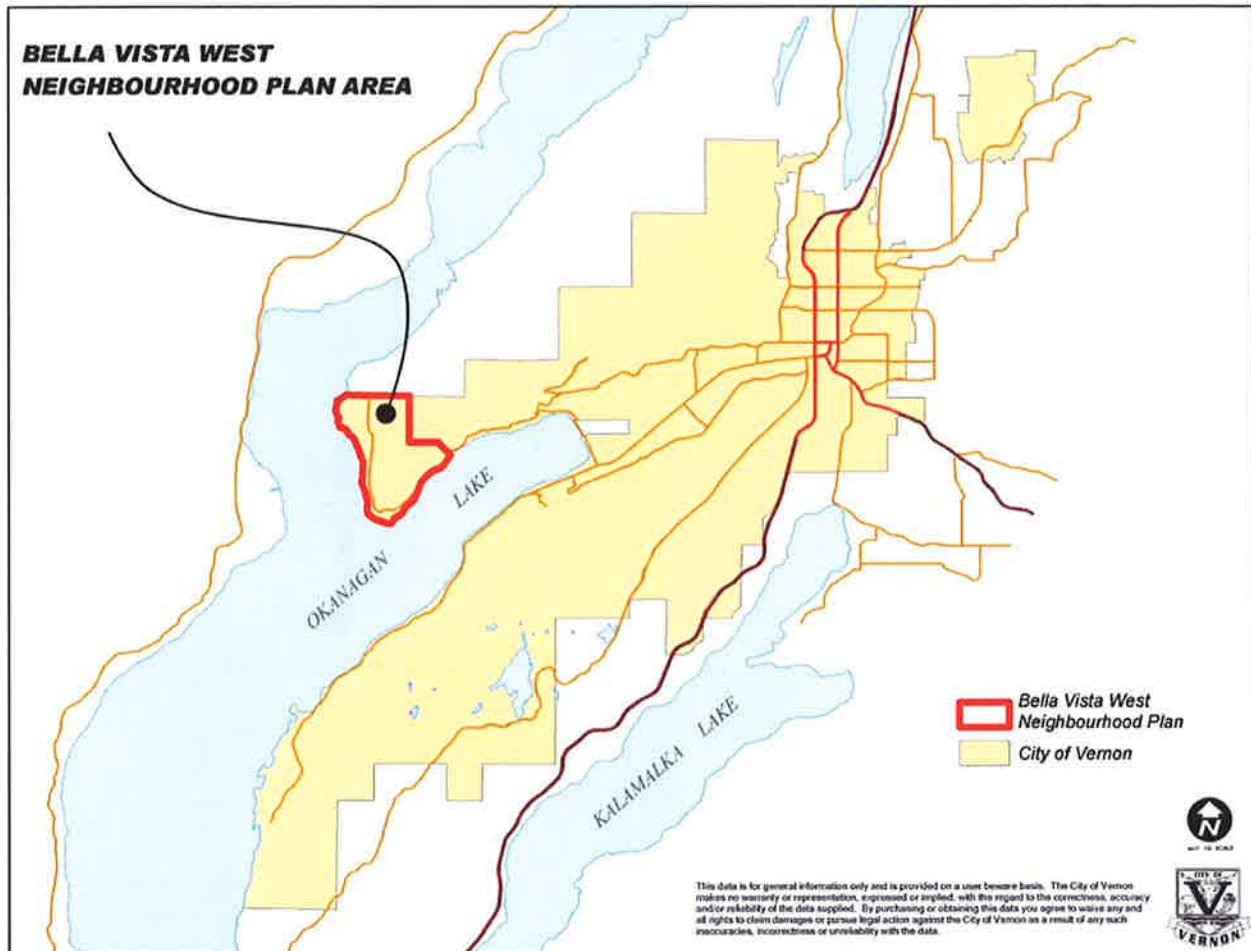 BELLA VISTA WEST
NEIGHBOURHOOD PLAN AREA
OKANAGAN
LAKE
KALAMALKA
LAKE
Bella Vista West
Neighbourhood Plan
City of Vernon
N
NOT TO SCALE
This data is for general information only and is provided on a user beware basis. The City of Vernon
makes no warranty or representation, expressed or implied, with the regard to the correctness, accuracy
and/or reliability of the data supplied. By purchasing or obtaining this data you agree to waive any and
all rights to claim damages or pursue legal action against the City of Vernon as a result of any such
inaccuracies, incorrectness or unreliability with the data.
CITY OF
V
VERNON